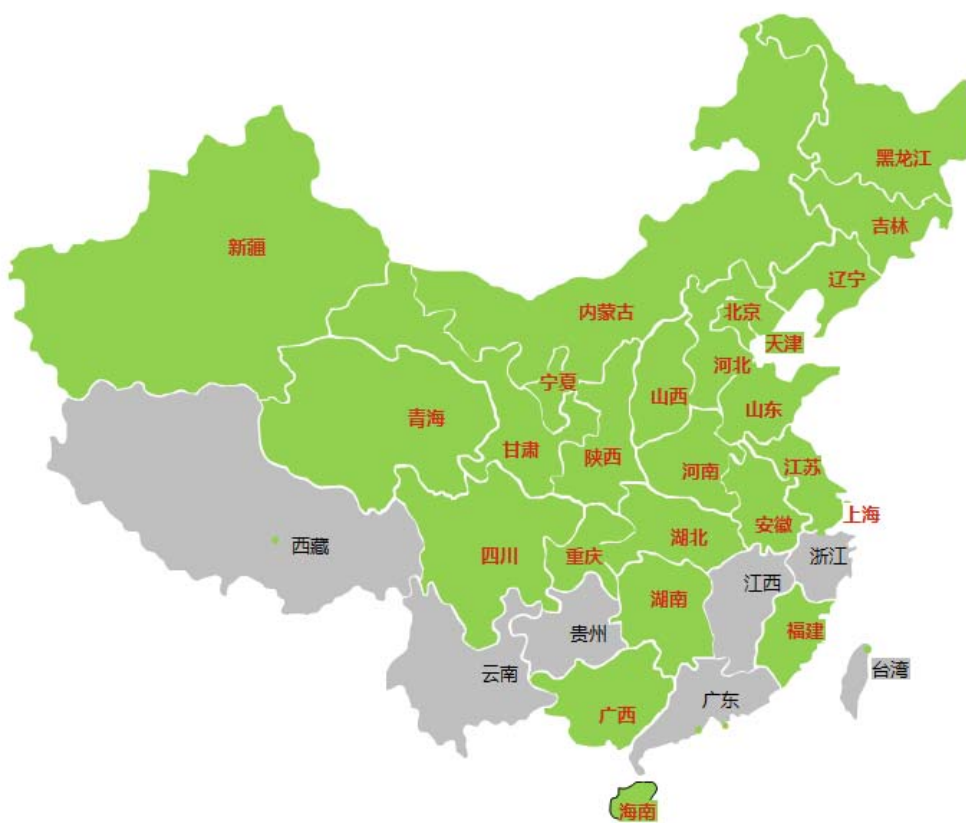 黑龙江
吉林
新疆
辽宁
内蒙古
北京
天津
河北
宁夏
山西
山东
青海
甘肃
陕西
河南
江苏
上海
安徽
湖北
西藏
四川
重庆
浙江
江西
湖南
贵州
福建
云南
台湾
广东
广西
海南